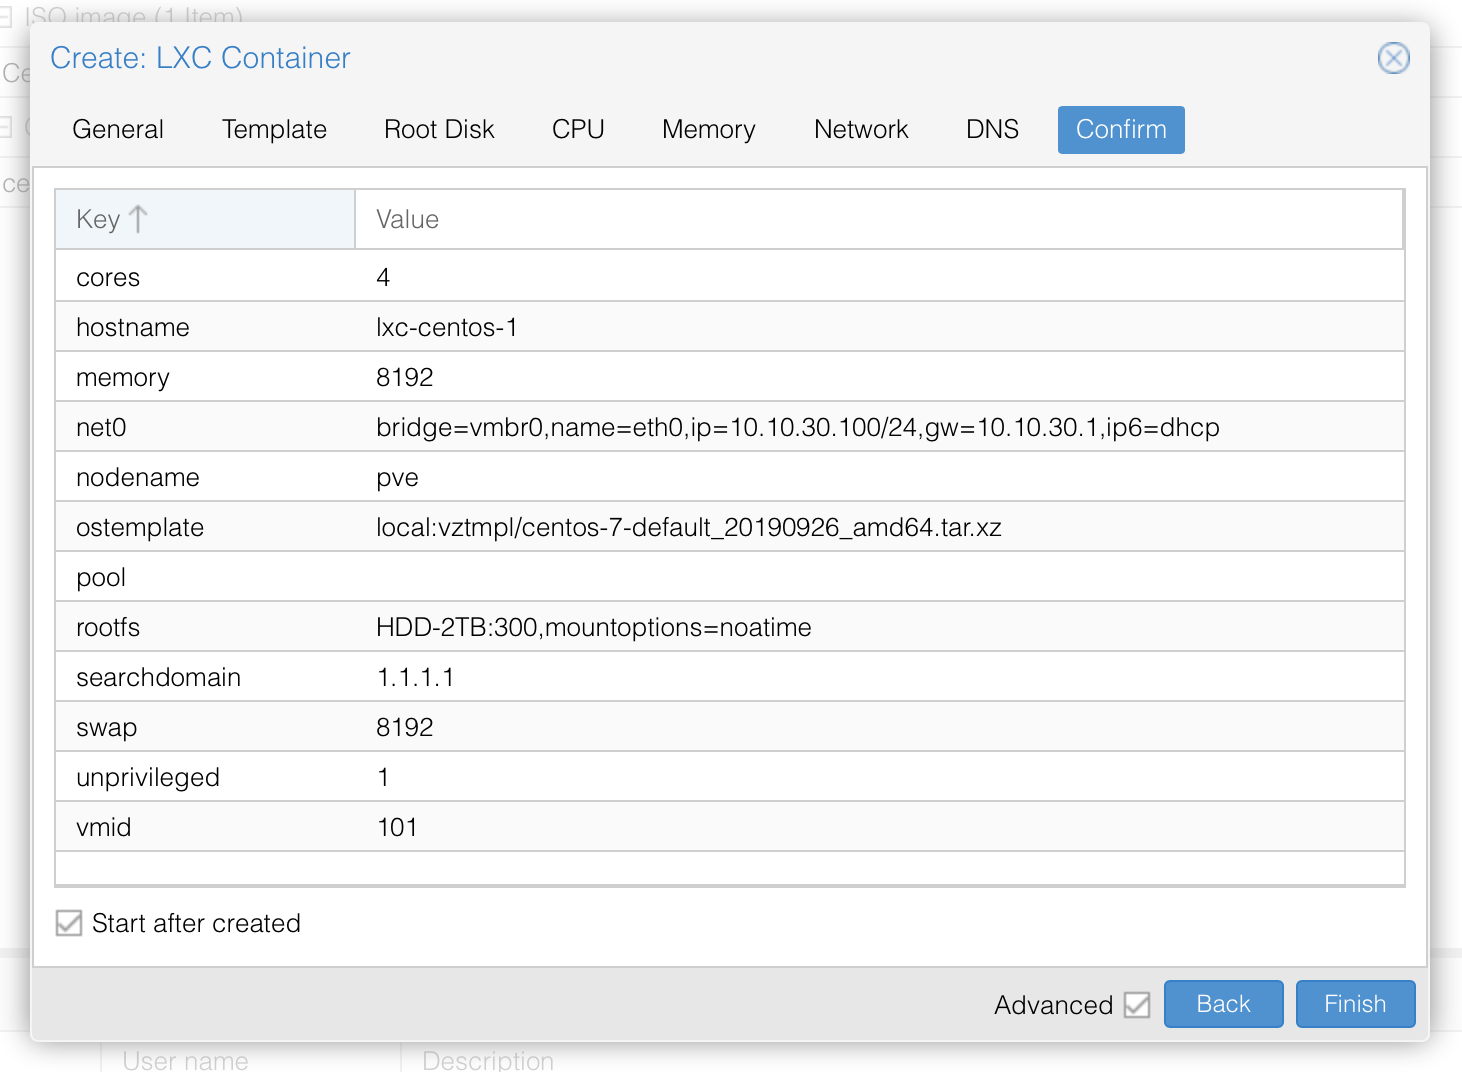 ISO image (1 Item)
Create: LXC Container
Ce
General Template Root Disk CPU Memory Network DNS Confirm
ce
Key Value
cores 4
hostname lxc-centos-1
memory 8192
net0 bridge=vmbr0,name=eth0,ip=10.10.30.100/24,gw=10.10.30.1,ip6=dhcp
nodename pve
ostemplate local:vztmpl/centos-7-default_20190926_amd64.tar.xz
pool
rootfs HDD-2TB:300,mountoptions=noatime
searchdomain 1.1.1.1
swap 8192
unprivileged 1
vmid 101
Start after created
Advanced Back Finish
User name Description